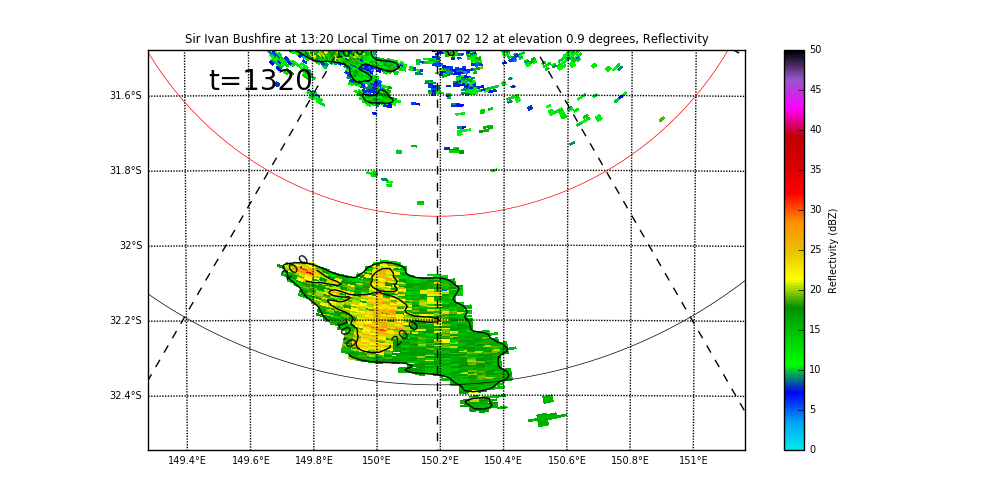 Sir Ivan Bushfire at 13:20 Local Time on 2017 02 12 at elevation 0.9 degrees, Reflectivity
t=1320
31.6°S
31.8°S
32°S
32.2°S
32.4°S
20.0
149.4°E 149.6°E 149.8°E 150°E 150.2°E 150.4°E 150.6°E 150.8°E 151°E
50
45
40
35
30
25
20
15
10
5
0
Reflectivity (dBZ)